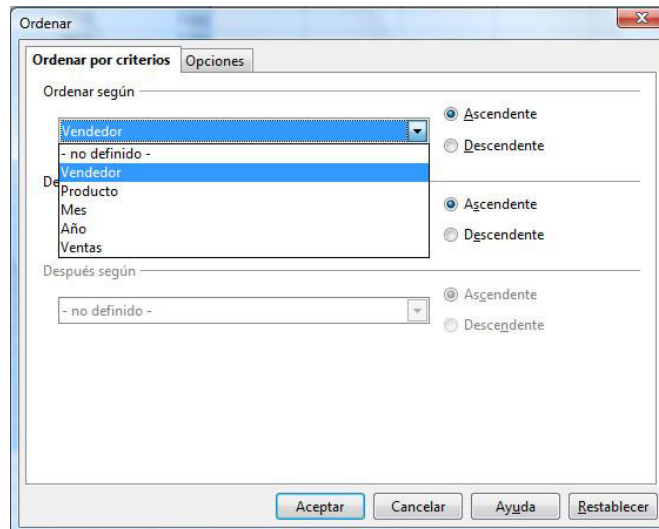 Ordenar
Ordenar por criterios Opciones
Ordenar según
Vendedor
Ascendente
Descendente
- no definido -
Vendedor
Producto
Mes
Año
Ventas
De
Ascendente
Descendente
Después según
- no definido -
Ascendente
Descendente
Aceptar Cancelar Ayuda Restablecer